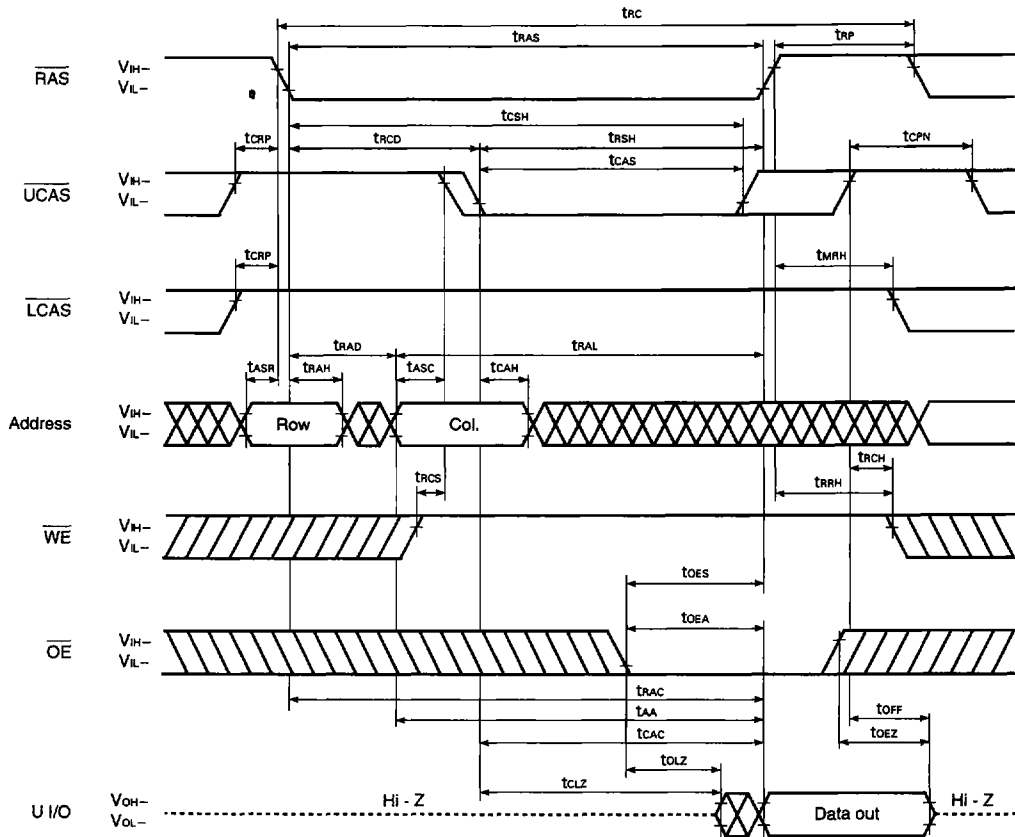 tRC
tRAS
tRP
RAS
VIH–
VIL–
tCSH
tCRP
tRCD
tRSH
tCPN
tCAS
UCAS
VIH–
VIL–
tCRP
tMRH
LCAS
VIH–
VIL–
tRAD
tRAL
tASR
tRAH
tASC
tCAH
Address
VIH–
VIL–
Row
Col.
tRCS
tRCH
tRRH
WE
VIH–
VIL–
tOES
tOEA
OE
VIH–
VIL–
tRAC
tAA
tOFF
tCAC
tOEZ
tOLZ
tCLZ
U I/O
VOH–
VOL–
Hi - Z
Data out
Hi - Z